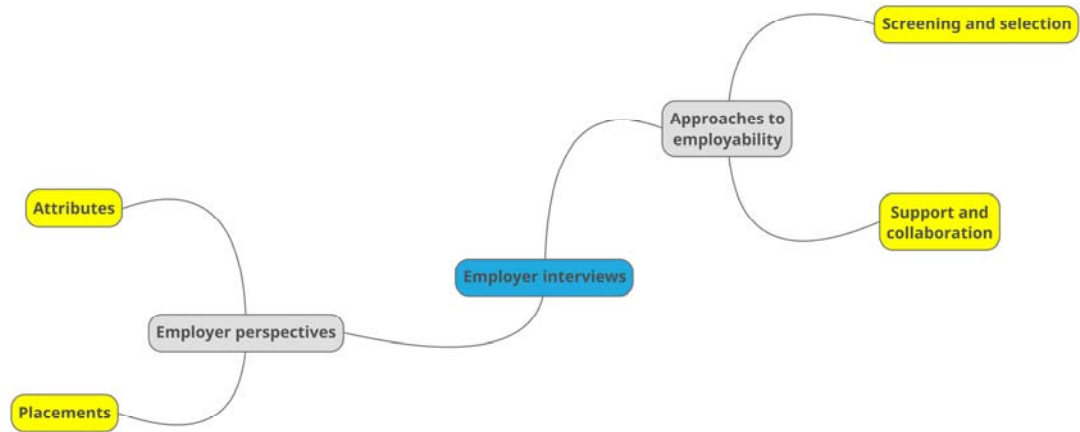 Screening and selection
Approaches to
employability
Attributes
Support and
collaboration
Employer interviews
Employer perspectives
Placements